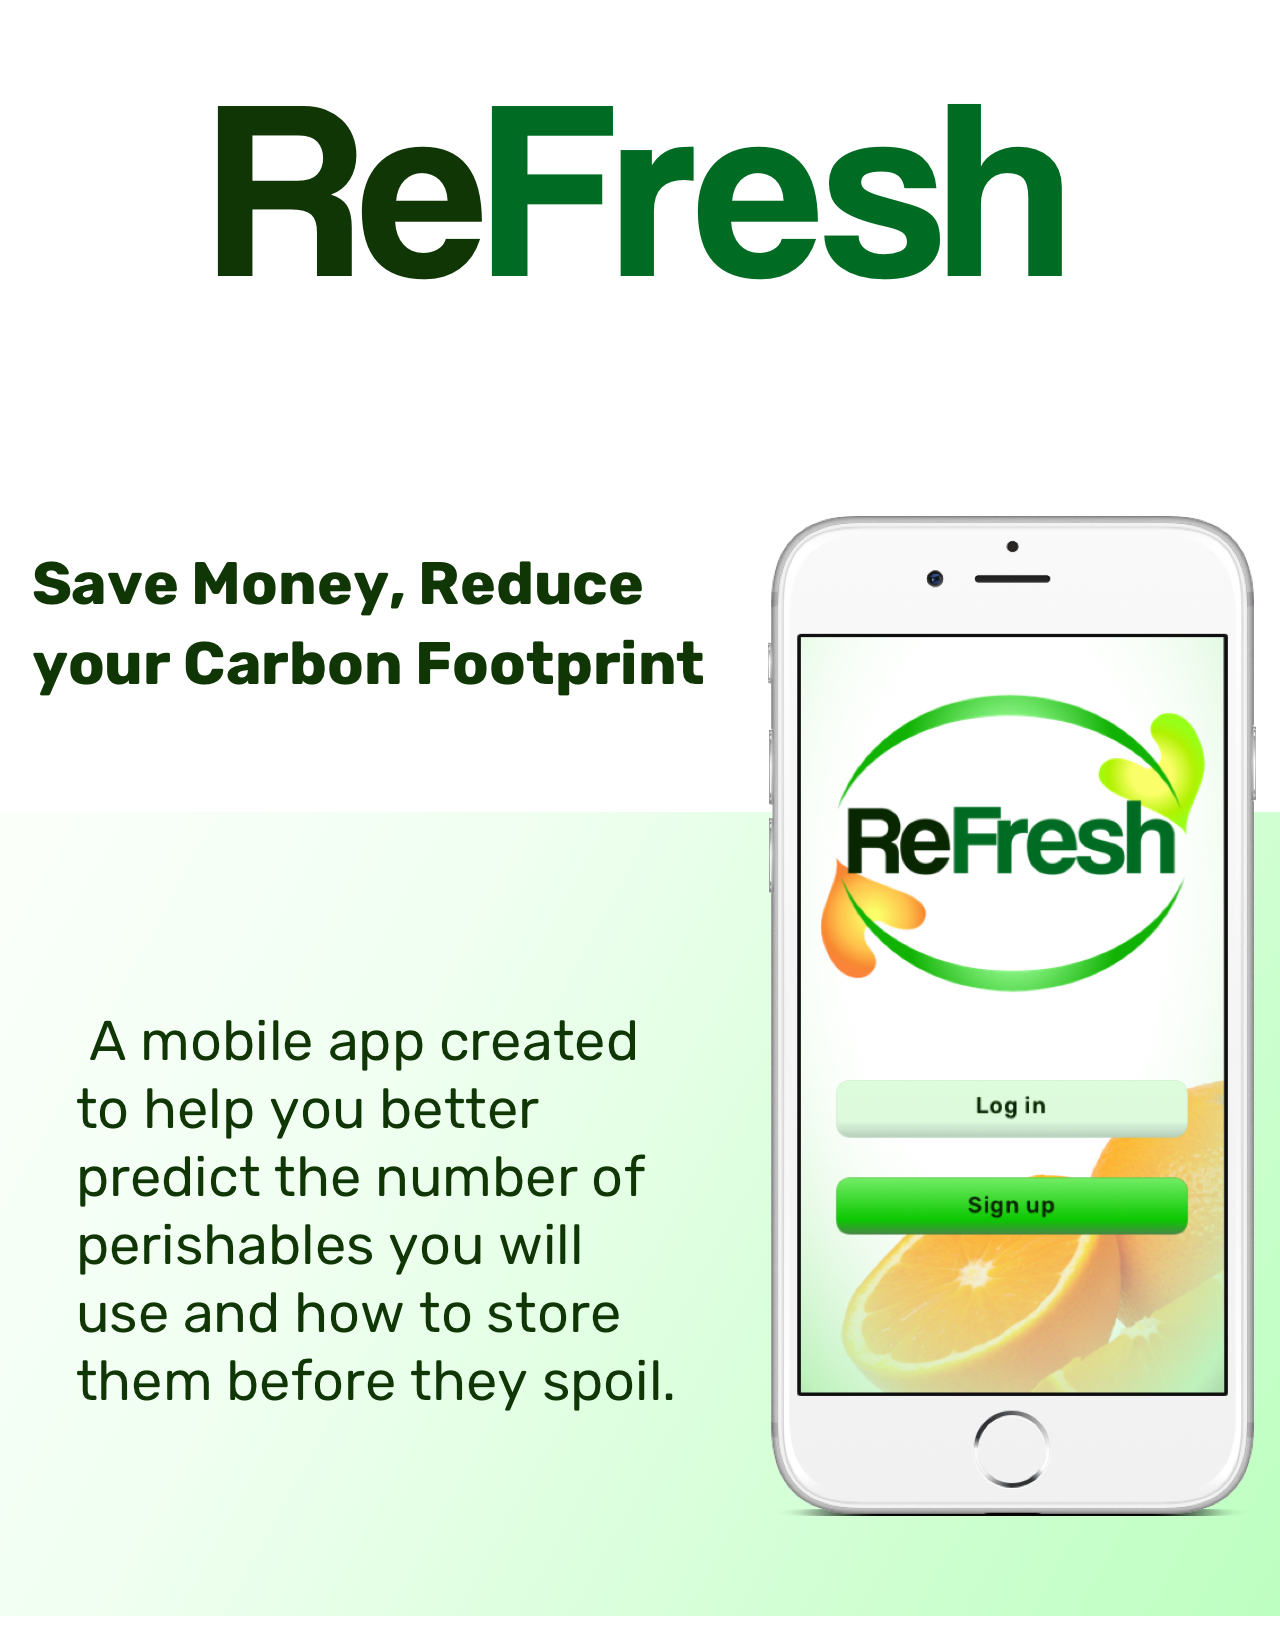 ReFresh
Save Money, Reduce
your Carbon Footprint
A mobile app created
to help you better
predict the number of
perishables you will
use and how to store
them before they spoil.
ReFresh
Log in
Sign up